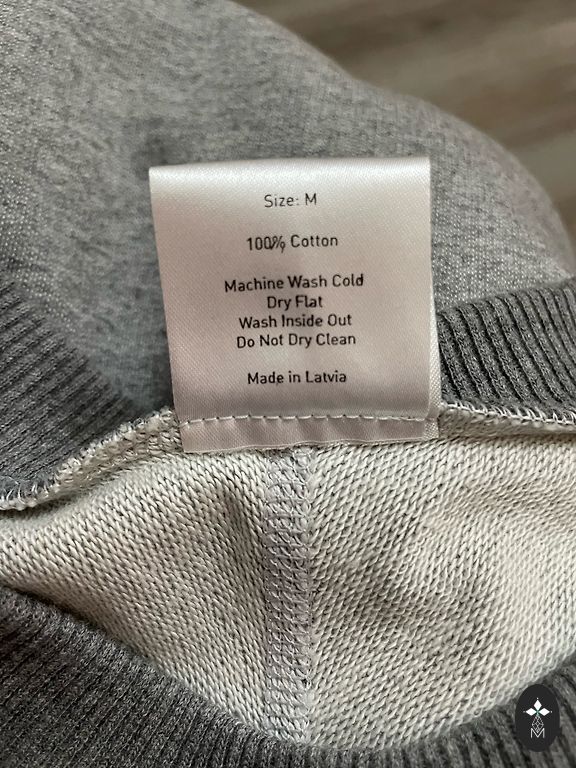 Size: M
100% Cotton
Machine Wash Cold
Dry Flat
Wash Inside Out
Do Not Dry Clean
Made in Latvia